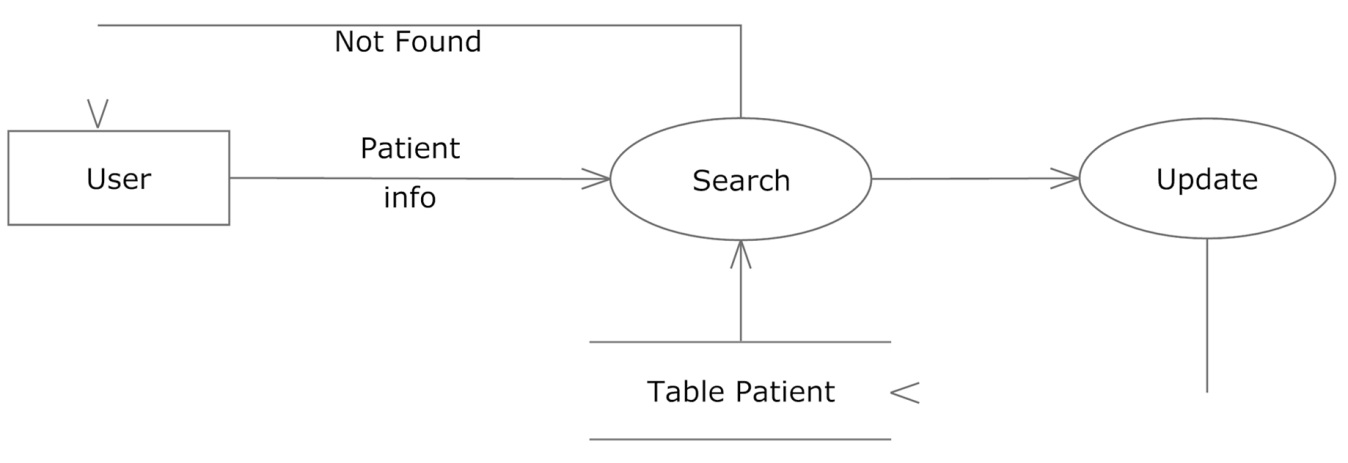 Not Found
Patient
info
User
Search
Update
Table Patient